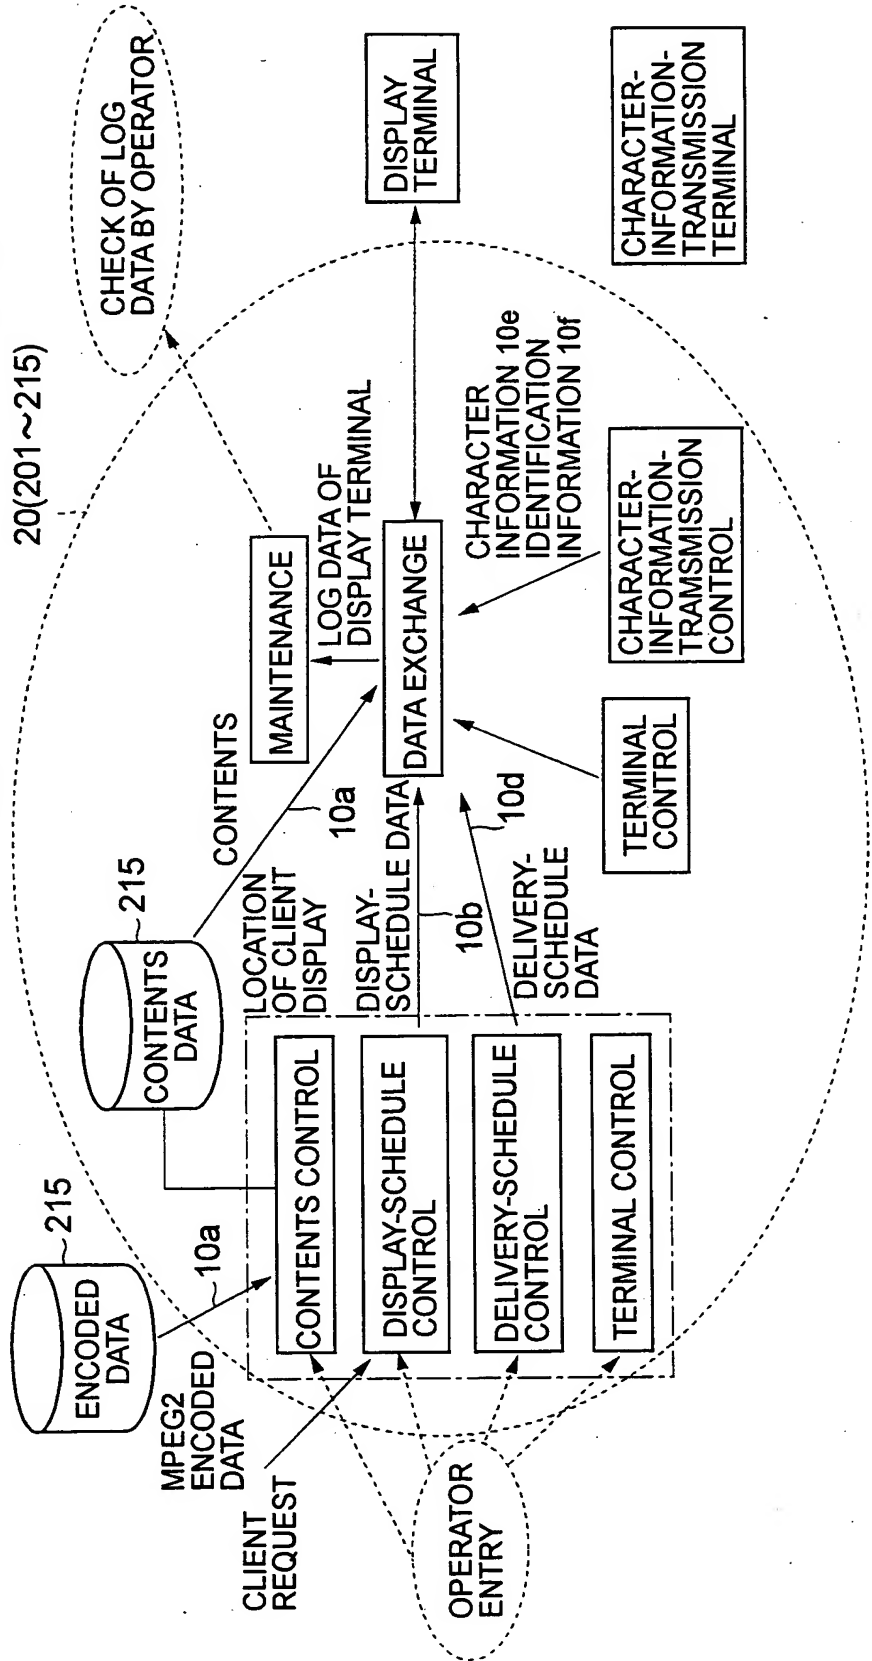 20(201～215)
CHECK OF LOG
DATA BY OPERATOR
ENCODED
DATA
215
CONTENTS
DATA
215
MPEG2
ENCODED
DATA
10a
CLIENT
REQUEST
CONTENTS
10a
LOCATION
OF CLIENT
DISPLAY
MAINTENANCE
LOG DATA OF
DISPLAY TERMINAL
CONTENTS CONTROL
DISPLAY-SCHEDULE
CONTROL
DISPLAY-
SCHEDULE DATA
10b
DATA EXCHANGE
DISPLAY
TERMINAL
OPERATOR
ENTRY
DELIVERY-SCHEDULE
CONTROL
DELIVERY-
SCHEDULE
DATA
10d
CHARACTER
INFORMATION 10e
IDENTIFICATION
INFORMATION 10f
TERMINAL CONTROL
TERMINAL
CONTROL
CHARACTER-
INFORMATION-
TRAMSMISSION
CONTROL
CHARACTER-
INFORMATION-
TRANSMISSION
TERMINAL